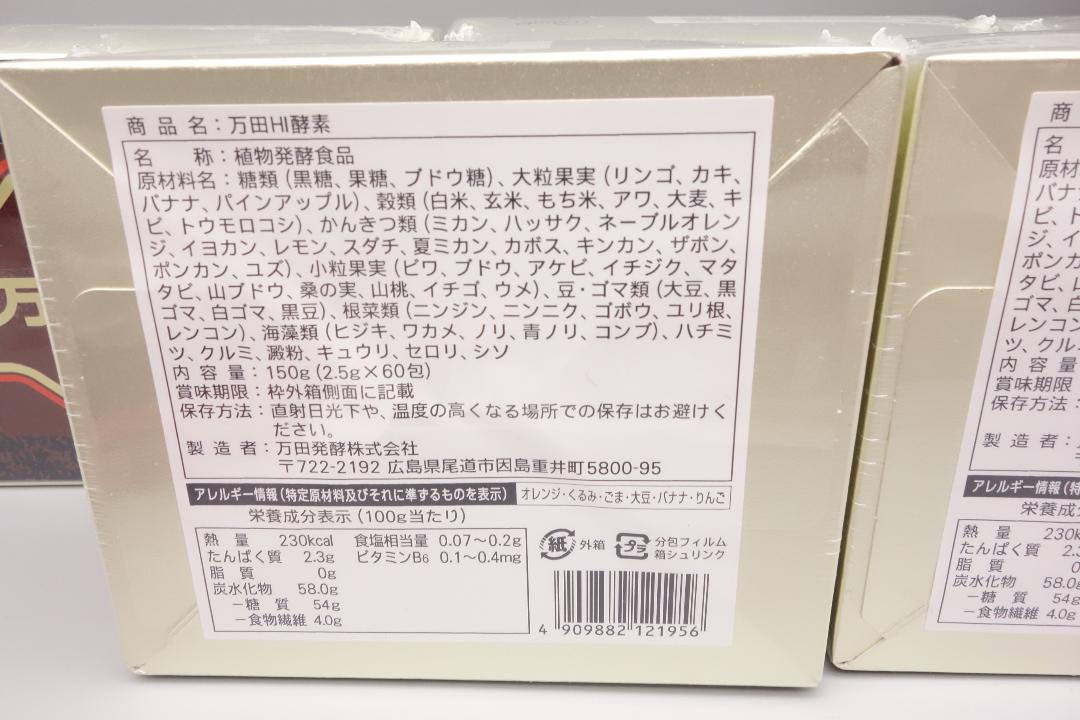 商品名：万田HI酵素
名　　称：植物発酵食品
原材料名：糖類（黒糖、果糖、ブドウ糖）、大粒果実（リンゴ、カキ、
バナナ、パインアップル）、穀類（白米、玄米、もち米、アワ、大麦、キ
ビ、トウモロコシ）、かんきつ類（ミカン、ハッサク、ネーブルオレン
ジ、イヨカン、レモン、スダチ、夏ミカン、カボス、キンカン、ザボン、
ポンカン、ユズ）、小粒果実（ビワ、ブドウ、アケビ、イチジク、マタ
タビ、山ブドウ、桑の実、山桃、イチゴ、ウメ）、豆・ゴマ類（大豆、黒
ゴマ、白ゴマ、黒豆）、根菜類（ニンジン、ニンニク、ゴボウ、ユリ根、
レンコン）、海藻類（ヒジキ、ワカメ、ノリ、青ノリ、コンブ）、ハチミ
ツ、クルミ、澱粉、キュウリ、セロリ、シソ
内容量：150g（2.5g×60包）
賞味期限：枠外箱側面に記載
保存方法：直射日光下や、温度の高くなる場所での保存はお避けく
ださい。
製造者：万田発酵株式会社
〒722-2192 広島県尾道市因島重井町5800-95
アレルギー情報（特定原材料及びそれに準ずるものを表示） オレンジ・くるみ・ごま・大豆・バナナ・りんご
栄養成分表示（100g当たり）
熱　量 230kcal 食塩相当量 0.07～0.2g
たんぱく質 2.3g ビタミンB6 0.1～0.4mg
脂　質 0g
炭水化物 58.0g
－糖　質 54g
－食物繊維 4.0g
紙 外箱 プラ 分包フィルム
箱シュリンク
4 909882 121956
商
名
原材
バナナ
ビ、ト
ジ、イ
ポンカ
タビ、
ゴマ、白
レンコン
ツ、クル
内容量
賞味期限
保存方法：
製造者：
アレルギー情報（特
栄養成
熱　量 230k
たんぱく質 2.3
脂　質 0
炭水化物 58.0g
－糖　質 54g
－食物繊維 4.0g
万